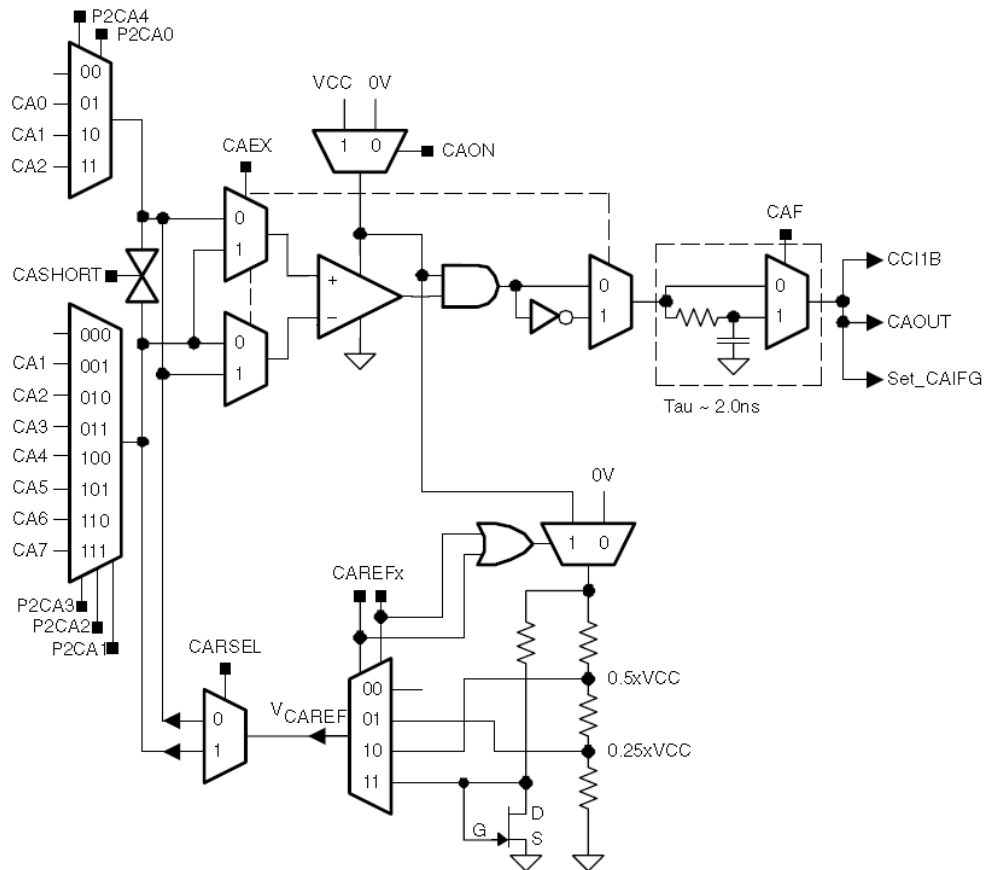 P2CA4
P2CA0
00
CA0 01
CA1 10
CA2 11
VCC 0V
1 0
CAON
CAEX
0
1
CASHORT
+
−
0
1
0
1
CAF
0
1
CCI1B
CAOUT
Set_CAIFG
Tau ~ 2.0ns
000
CA1 001
CA2 010
CA3 011
CA4 100
CA5 101
CA6 110
CA7 111
P2CA3
P2CA2
P2CA1
0V
1 0
CAREFx
CARSEL
0
1
VCAREF
00
01
10
11
0.5xVCC
0.25xVCC
D
G
S